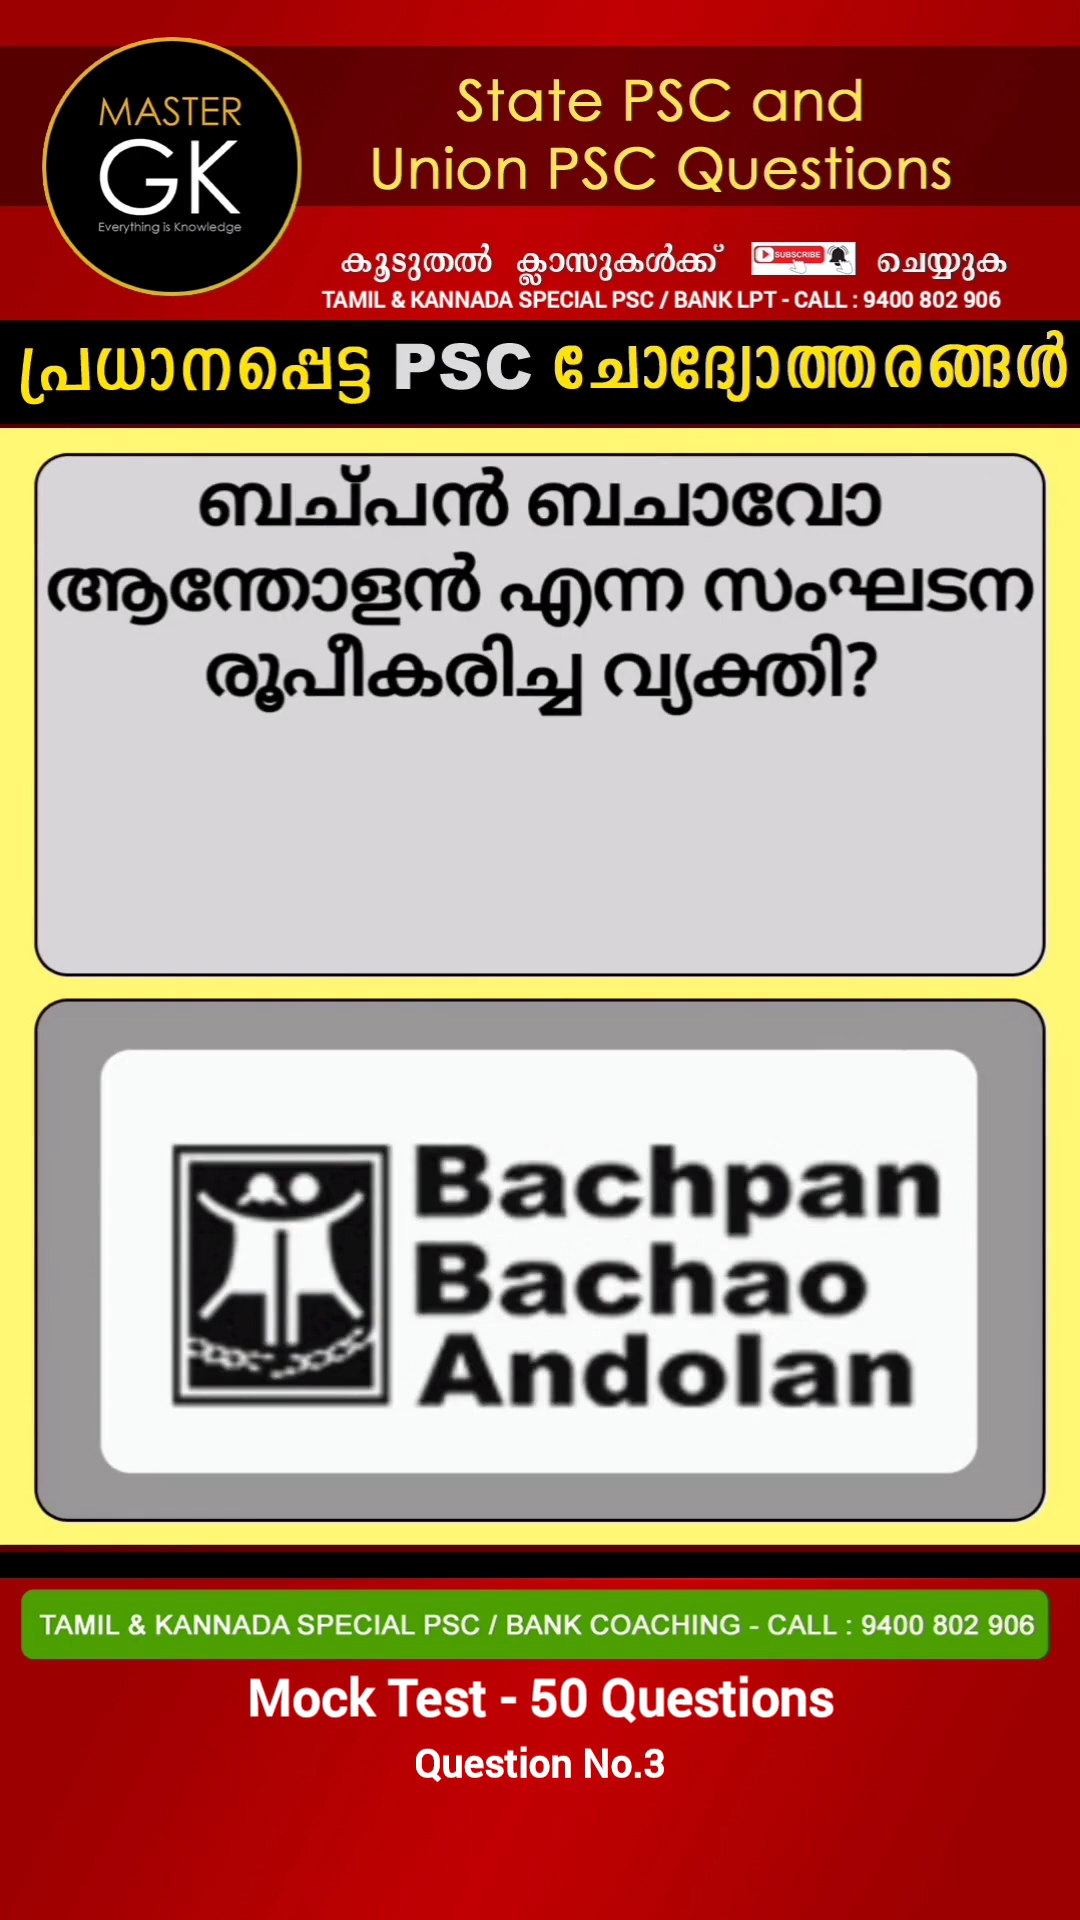 MASTER
GK
Everything is Knowledge
State PSC and
Union PSC Questions
കൂടുതൽ ക്ലാസുകൾക്ക് SUBSCRIBE ചെയ്യുക
TAMIL & KANNADA SPECIAL PSC / BANK LPT - CALL : 9400 802 906
പ്രധാനപ്പെട്ട PSC ചോദ്യോത്തരങ്ങൾ
ബച്പൻ ബചാവോ
ആന്തോളൻ എന്ന സംഘടന
രൂപീകരിച്ച വ്യക്തി?
Bachpan
Bachao
Andolan
TAMIL & KANNADA SPECIAL PSC / BANK COACHING - CALL : 9400 802 906
Mock Test - 50 Questions
Question No.3